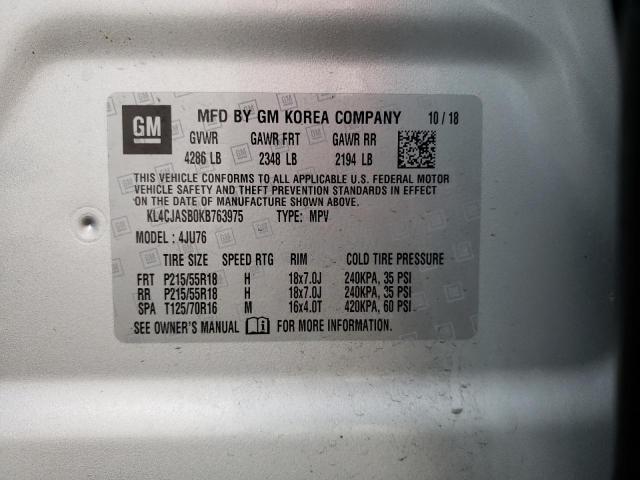 GM MFD BY GM KOREA COMPANY 10 / 18
GVWR GAWR FRT GAWR RR
4286 LB 2348 LB 2194 LB
THIS VEHICLE CONFORMS TO ALL APPLICABLE U.S. FEDERAL MOTOR
VEHICLE SAFETY AND THEFT PREVENTION STANDARDS IN EFFECT
ON THE DATE OF MANUFACTURE SHOWN ABOVE.
KL4CJASB0KB763975 TYPE: MPV
MODEL: 4JU76
TIRE SIZE SPEED RTG RIM COLD TIRE PRESSURE
FRT P215/55R18 H 18x7.0J 240KPA, 35 PSI
RR P215/55R18 H 18x7.0J 240KPA, 35 PSI
SPA T125/70R16 M 16x4.0T 420KPA, 60 PSI
SEE OWNER'S MANUAL FOR MORE INFORMATION.